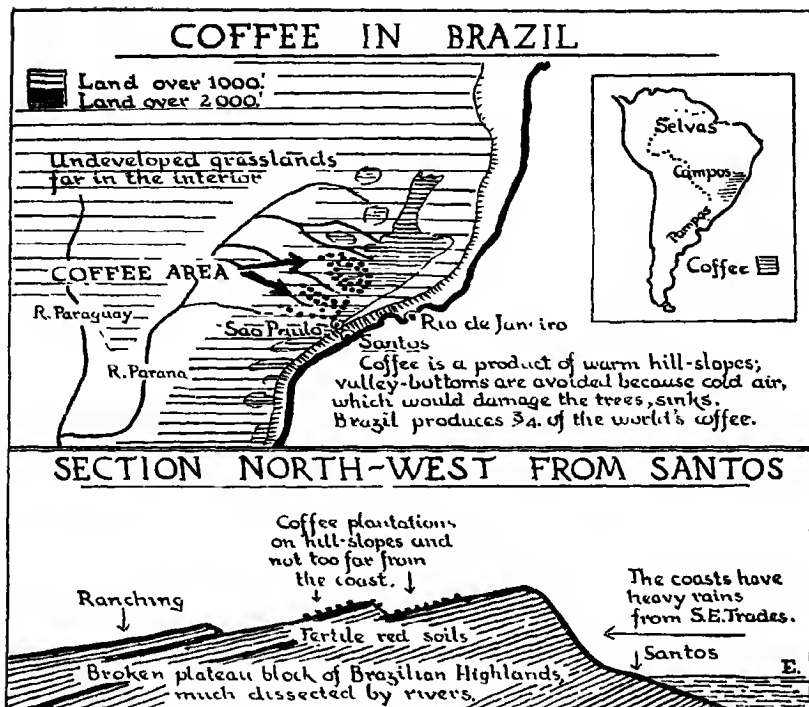 COFFEE IN BRAZIL
Land over 1000.'
Land over 2000.'
Undeveloped grasslands
far in the interior
COFFEE AREA
R. Paraguay
R. Parana
Sao Paulo
Santos
Rio de Janeiro
Selvas
Campos
Pampas
Coffee
Coffee is a product of warm hill-slopes;
valley-bottoms are avoided because cold air,
which would damage the trees, sinks.
Brazil produces 3/4. of the world's coffee.
SECTION NORTH-WEST FROM SANTOS
Coffee plantations
on hill-slopes and
not too far from
the coast.
Ranching
The coasts have
heavy rains
from S.E. Trades.
Santos
E.
Fertile red soils
Broken plateau block of Brazilian Highlands,
much dissected by rivers.